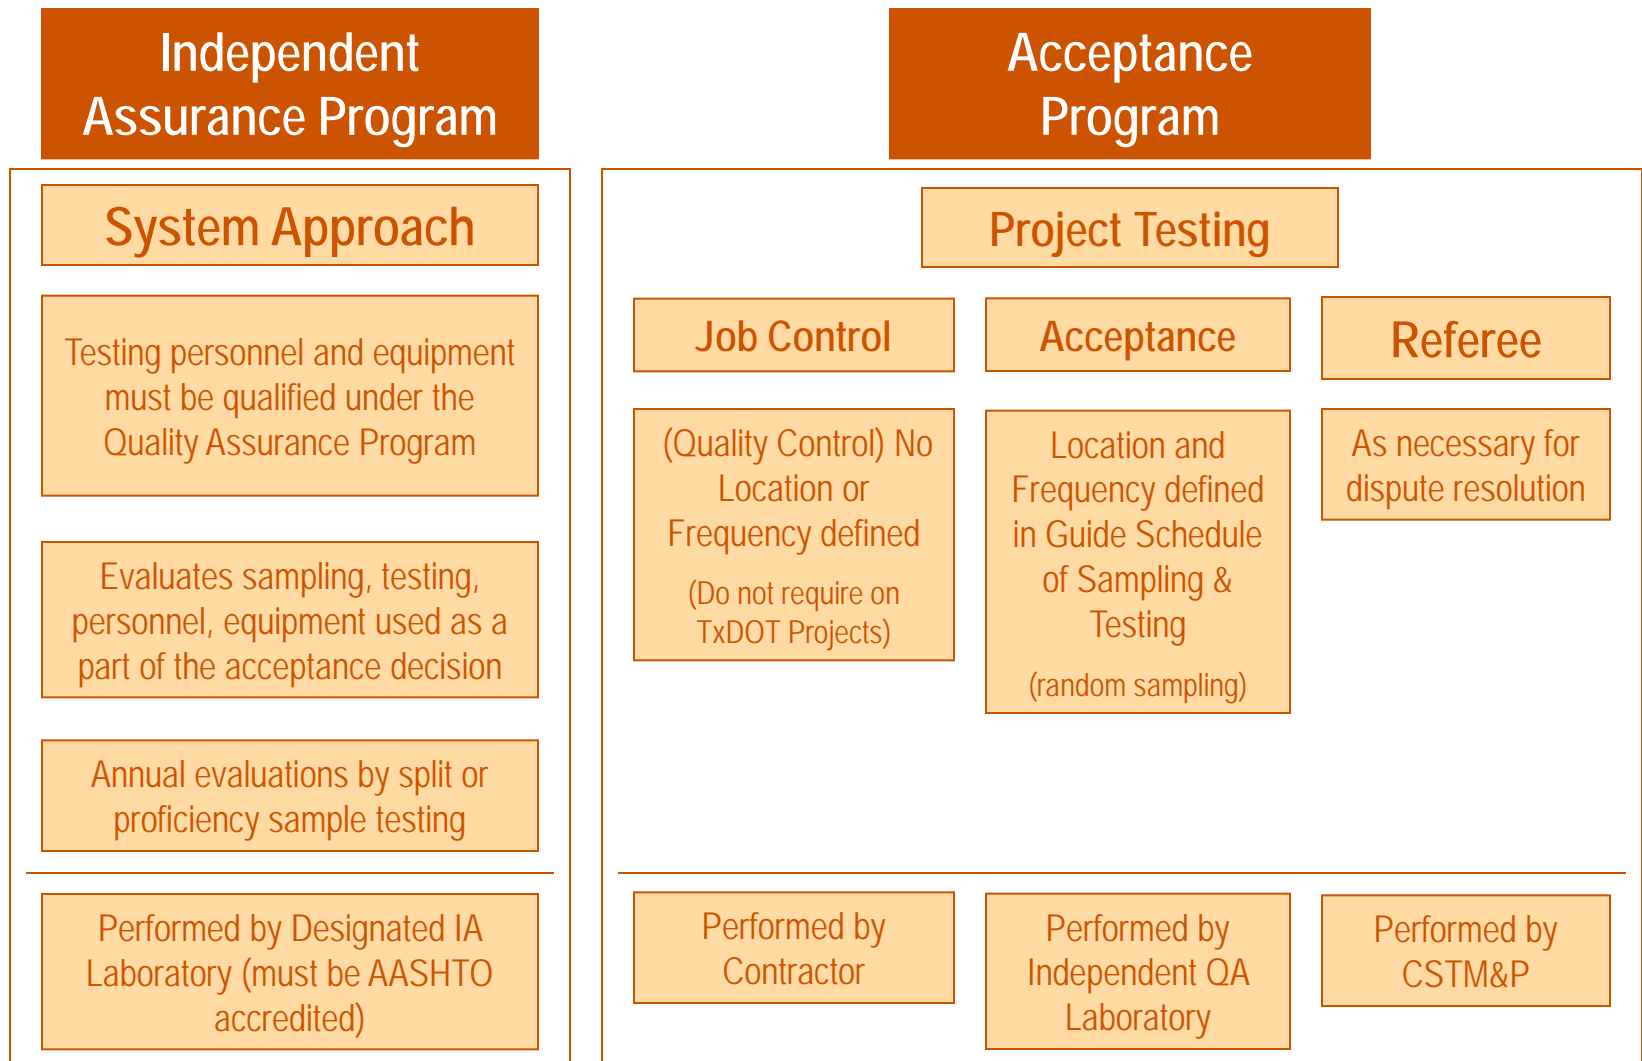 Independent
Assurance Program
System Approach
Testing personnel and equipment
must be qualified under the
Quality Assurance Program
Evaluates sampling, testing,
personnel, equipment used as a
part of the acceptance decision
Annual evaluations by split or
proficiency sample testing
Performed by Designated IA
Laboratory (must be AASHTO
accredited)
Acceptance
Program
Project Testing
Job Control
(Quality Control) No
Location or
Frequency defined
(Do not require on
TxDOT Projects)
Performed by
Contractor
Acceptance
Location and
Frequency defined
in Guide Schedule
of Sampling &
Testing
(random sampling)
Performed by
Independent QA
Laboratory
Referee
As necessary for
dispute resolution
Performed by
CSTM&P